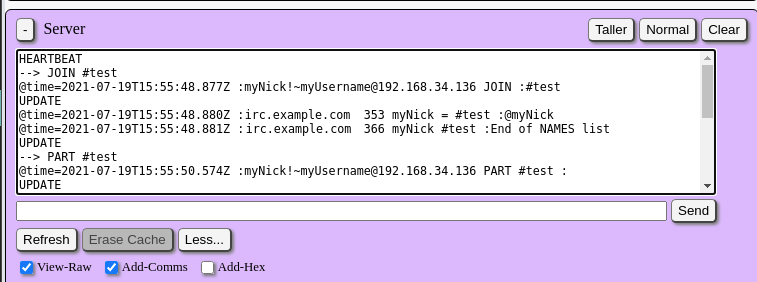 - Server Taller Normal Clear
HEARTBEAT
--> JOIN #test
@time=2021-07-19T15:55:48.877Z :myNick!~myUsername@192.168.34.136 JOIN :#test
UPDATE
@time=2021-07-19T15:55:48.880Z :irc.example.com  353 myNick = #test :@myNick
@time=2021-07-19T15:55:48.881Z :irc.example.com  366 myNick #test :End of NAMES list
UPDATE
--> PART #test
@time=2021-07-19T15:55:50.574Z :myNick!~myUsername@192.168.34.136 PART #test :
UPDATE
Send
Refresh Erase Cache Less...
View-Raw Add-Comms Add-Hex